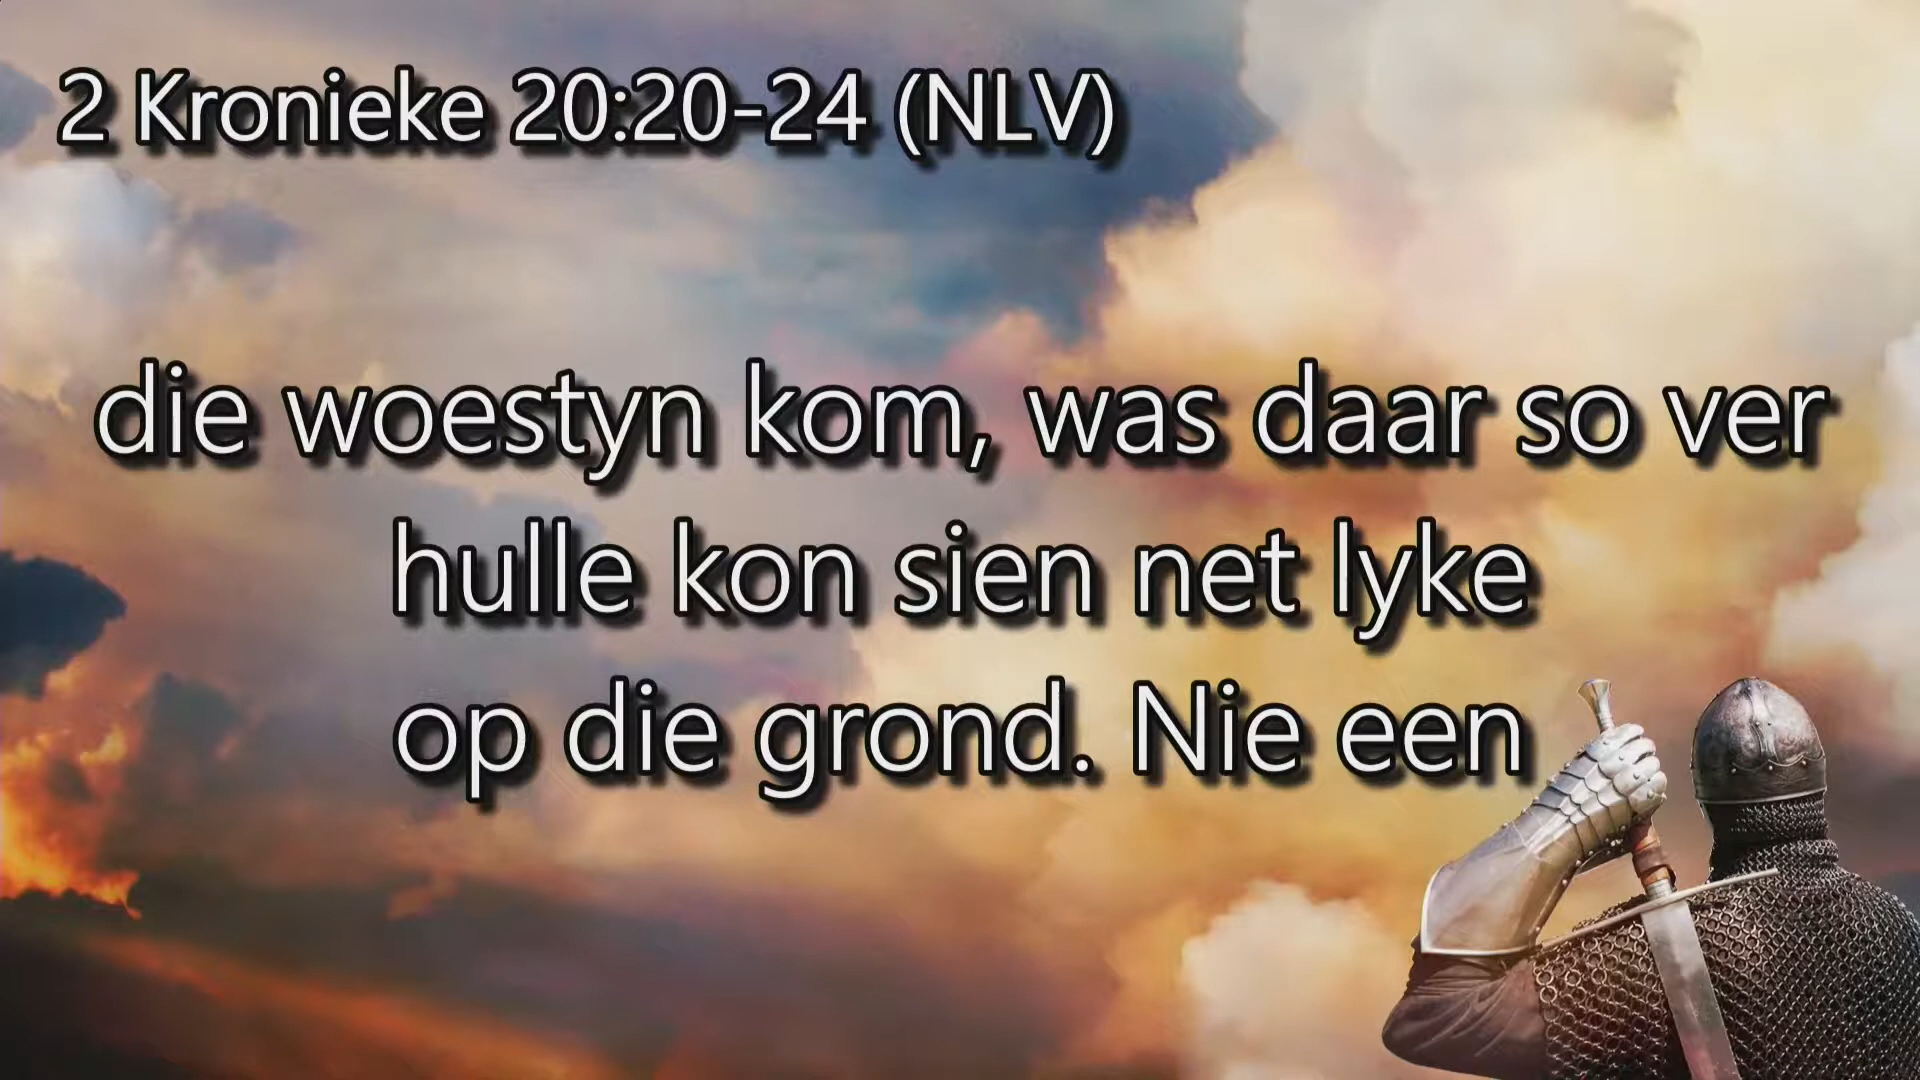 2 Kronieke 20:20-24 (NLV)
die woestyn kom, was daar so ver
hulle kon sien net lyke
op die grond. Nie een